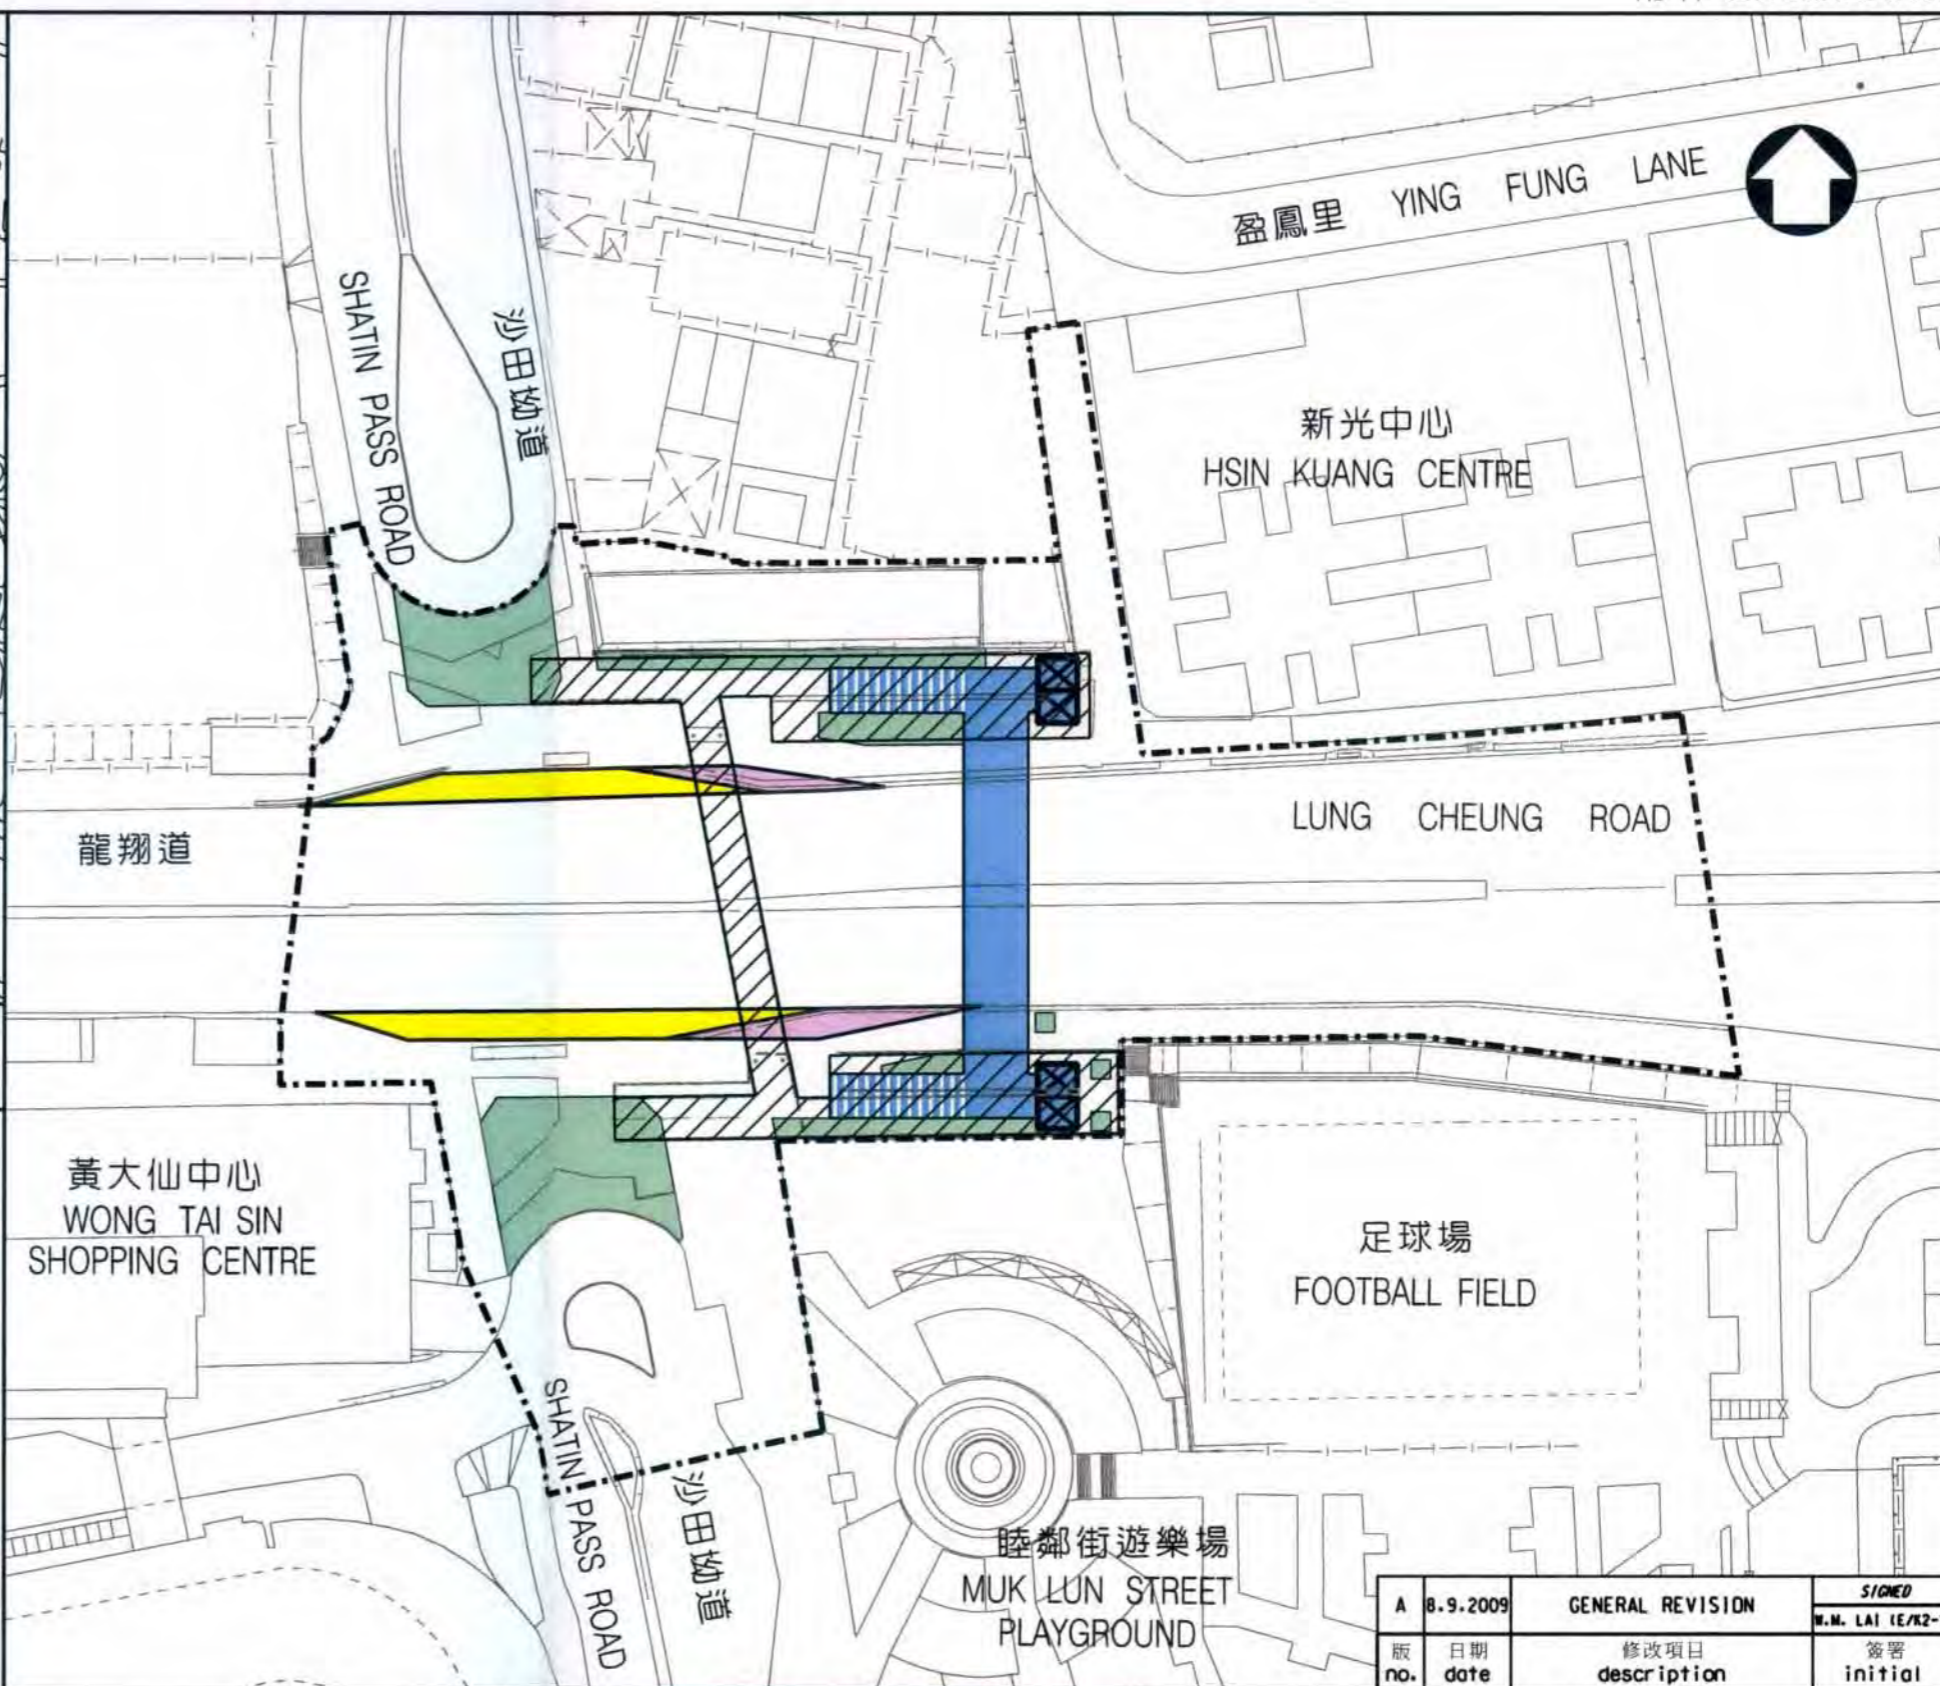 盈鳳里 YING FUNG LANE
SHATIN PASS ROAD
沙田坳道
新光中心
HSIN KUANG CENTRE
龍翔道
LUNG CHEUNG ROAD
黃大仙中心
WONG TAI SIN
SHOPPING CENTRE
足球場
FOOTBALL FIELD
SHATIN PASS ROAD
沙田坳道
睦鄰街遊樂場
MUK LUN STREET
PLAYGROUND
A 8.9.2009 GENERAL REVISION SIGNED
W.M. LAI (E/K2-
版 日期 修改項目 簽署
no. date description initial